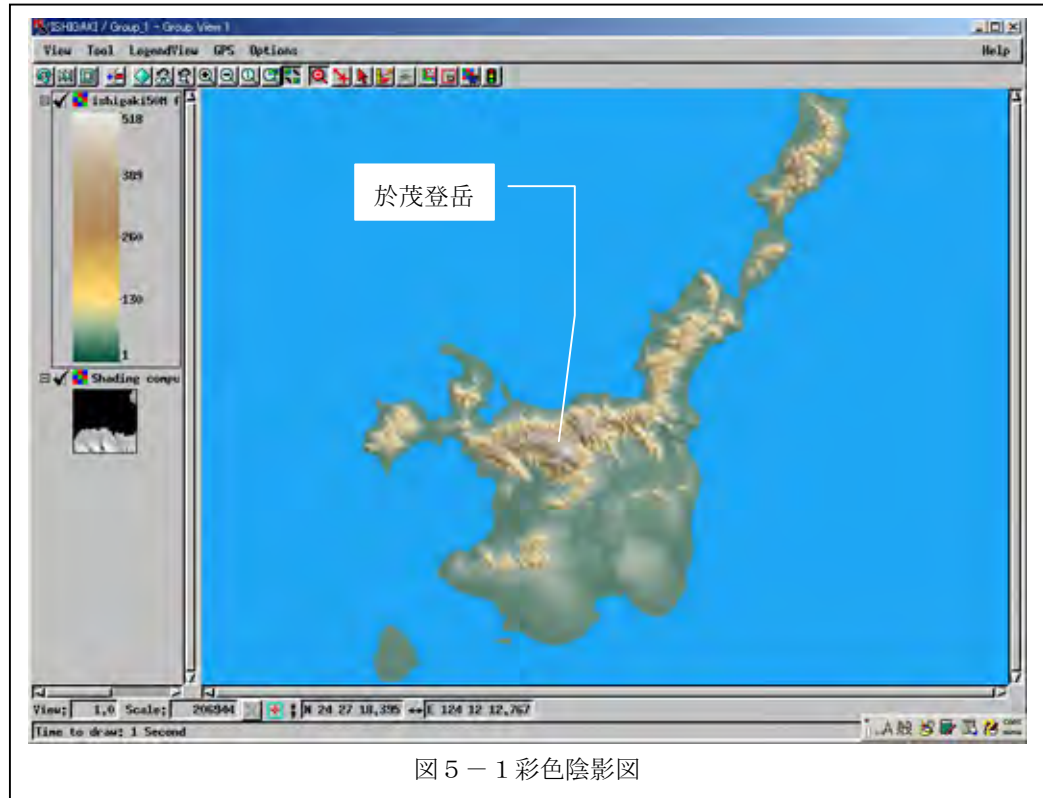 /ISHIGAKI / Group_1 - Group View 1
View Tool LegendView GPS Options Help
ishigaki50M f
518
389
260
130
1
Shading compu
於茂登岳
View: 1.0 Scale: 206944 N 24 27 18.395 E 124 12 12.767
Time to draw: 1 Second
A 般
図５－１彩色陰影図